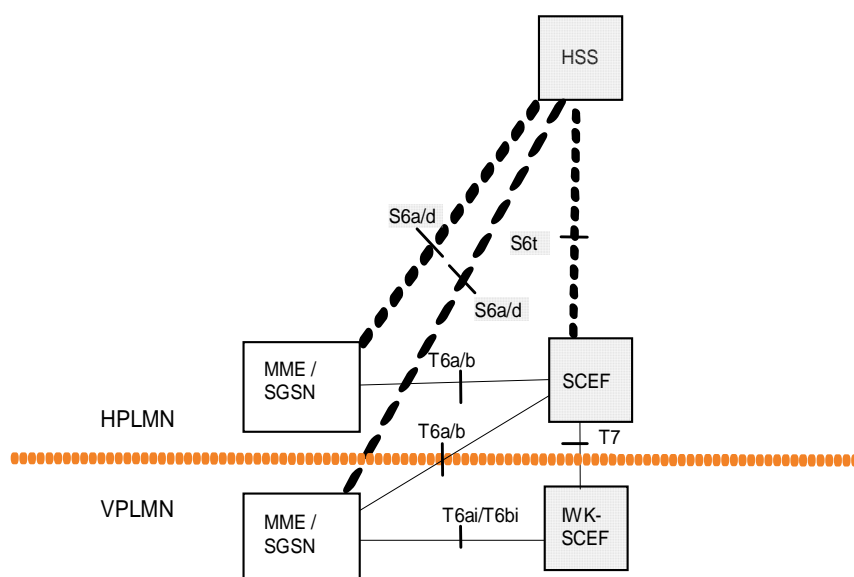 HSS
S6a/d
S6t
S6a/d
MME /
SGSN
T6a/b
SCEF
HPLMN
T6a/b
T7
VPLMN
MME /
SGSN
T6ai/T6bi
IWK-
SCEF